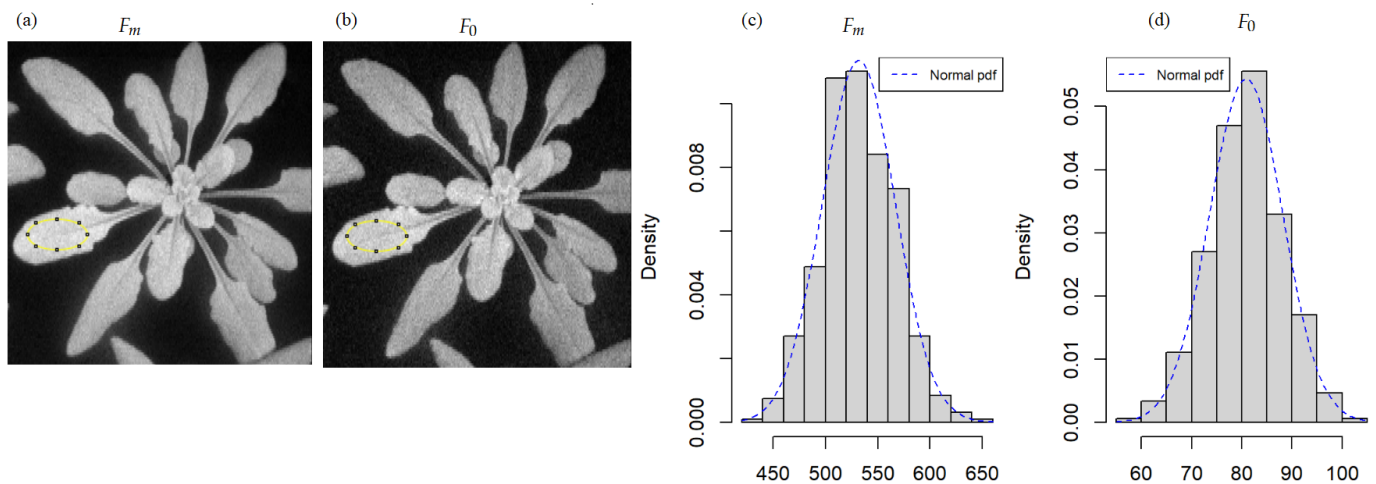 (a) Fm
(b) F0
(c) Fm
(d) F0
Normal pdf
Normal pdf
Density
0.000 0.004 0.008
450 500 550 600 650
Density
0.00 0.01 0.02 0.03 0.04 0.05
60 70 80 90 100